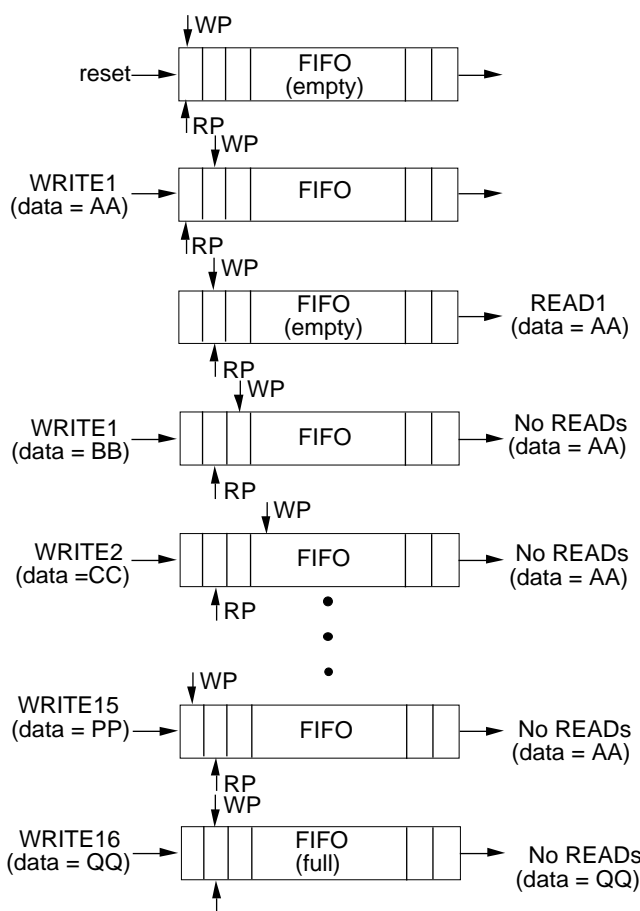 WP
reset
FIFO
(empty)
RP
WP
WRITE1
(data = AA)
FIFO
RP
WP
FIFO
(empty)
READ1
(data = AA)
RP
WP
WRITE1
(data = BB)
FIFO
No READs
(data = AA)
RP
WP
WRITE2
(data =CC)
FIFO
No READs
(data = AA)
RP
WP
WRITE15
(data = PP)
FIFO
No READs
(data = AA)
RP
WP
WRITE16
(data = QQ)
FIFO
(full)
No READs
(data = QQ)